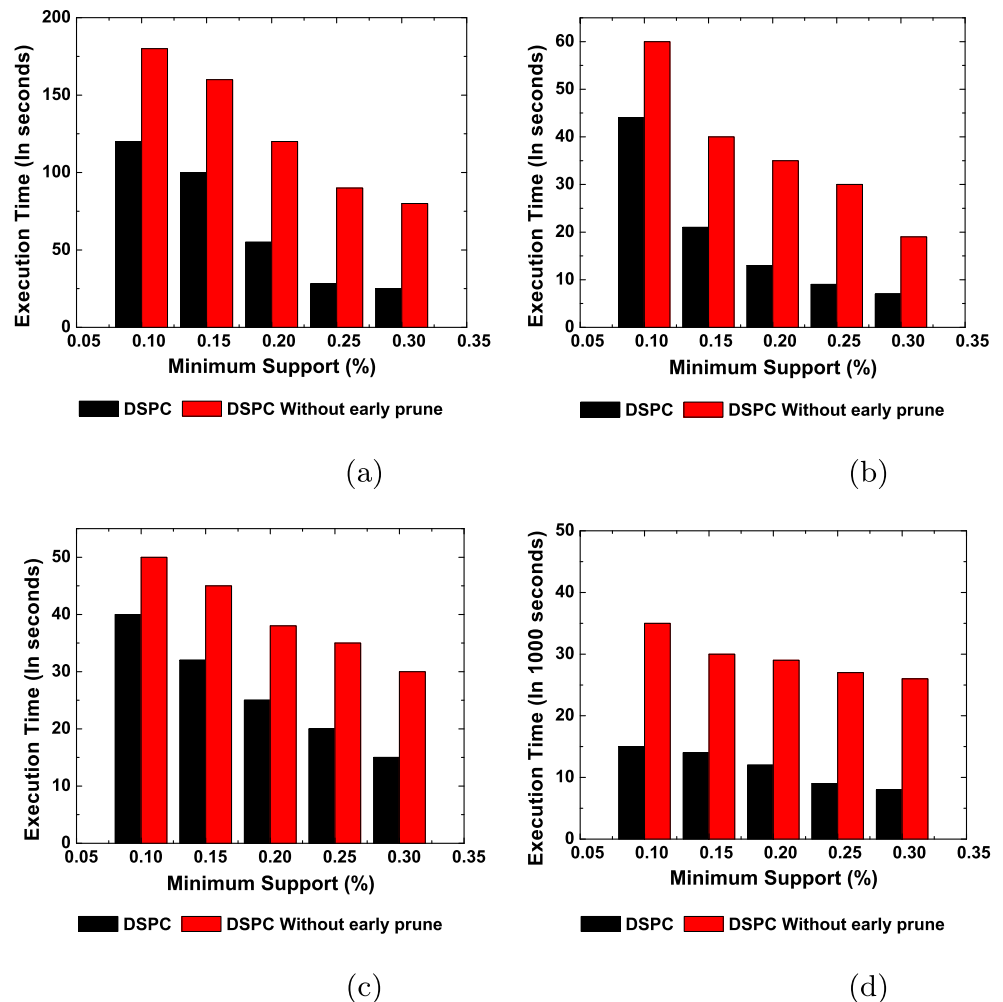 Execution Time (In seconds)
200
150
100
50
0
0.05 0.10 0.15 0.20 0.25 0.30 0.35
Minimum Support (%)
DSPC DSPC Without early prune
(a)
Execution Time (In seconds)
60
50
40
30
20
10
0
0.05 0.10 0.15 0.20 0.25 0.30 0.35
Minimum Support (%)
DSPC DSPC Without early prune
(b)
Execution Time (In seconds)
50
40
30
20
10
0
0.05 0.10 0.15 0.20 0.25 0.30 0.35
Minimum Support (%)
DSPC DSPC Without early prune
(c)
Execution Time (In 1000 seconds)
50
40
30
20
10
0
0.05 0.10 0.15 0.20 0.25 0.30 0.35
Minimum Support (%)
DSPC DSPC Without early prune
(d)